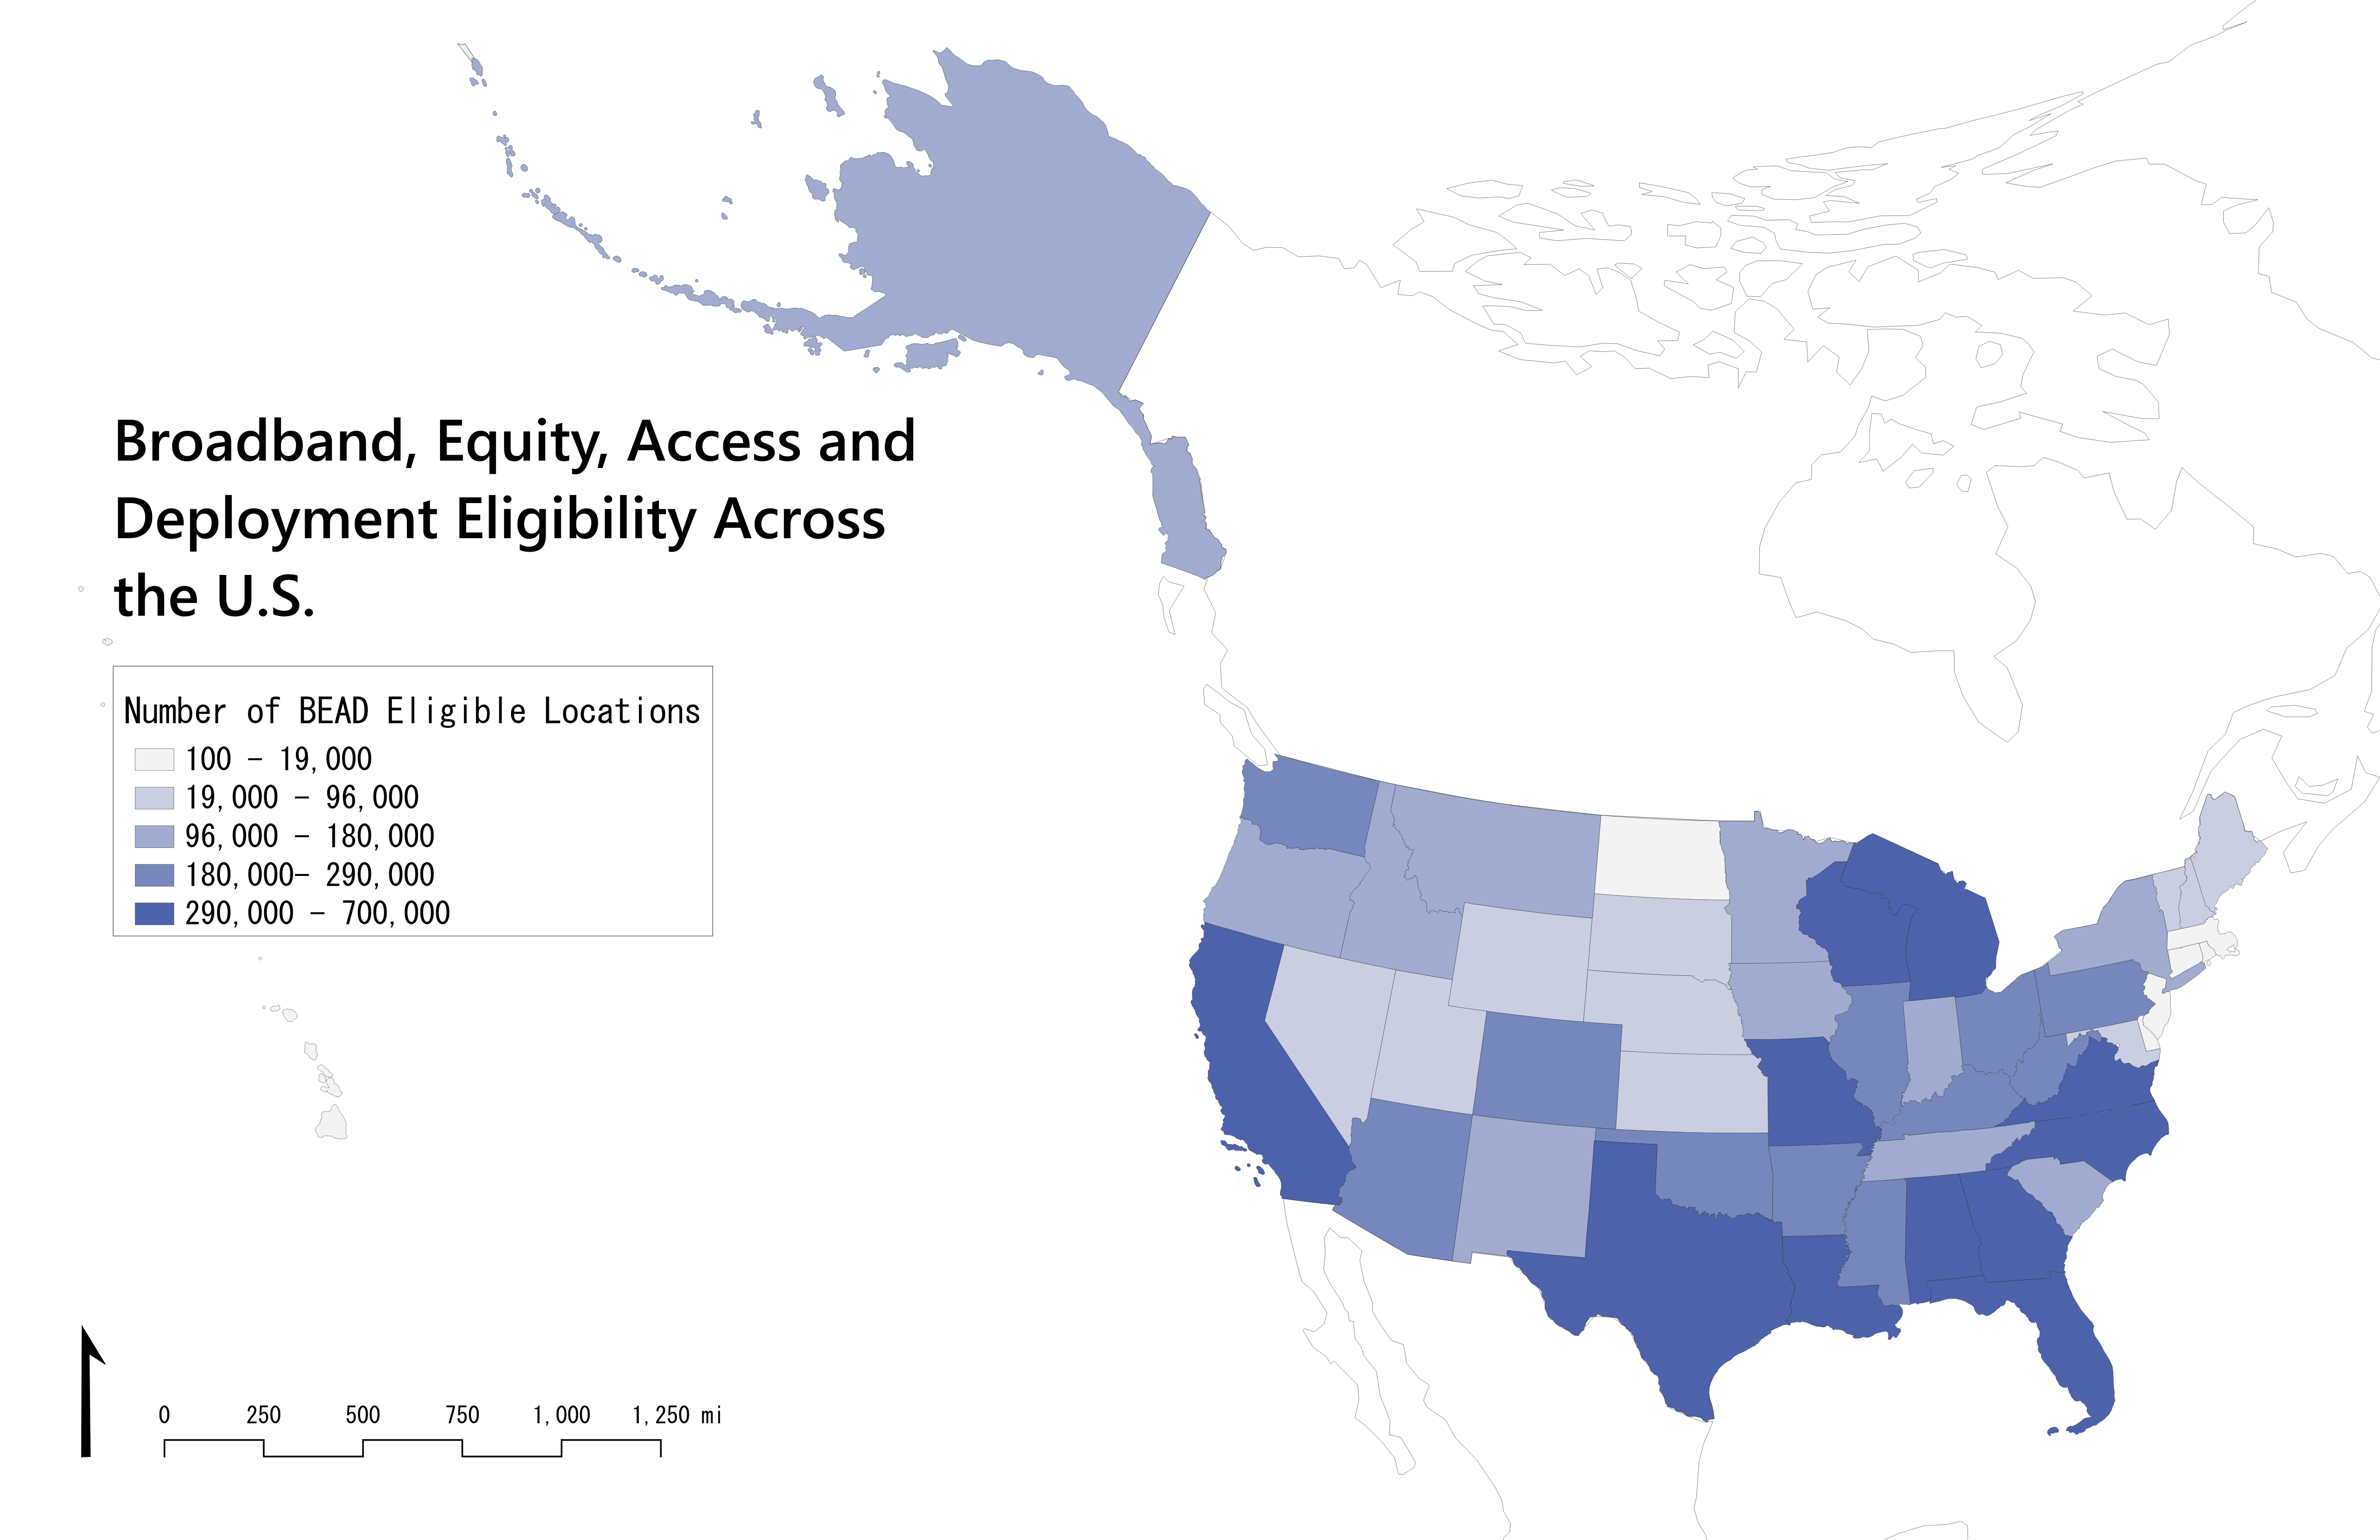 Broadband, Equity, Access and
Deployment Eligibility Across
the U.S.
Number of BEAD Eligible Locations
100 - 19,000
19,000 - 96,000
96,000 - 180,000
180,000- 290,000
290,000 - 700,000
0 250 500 750 1,000 1,250 mi